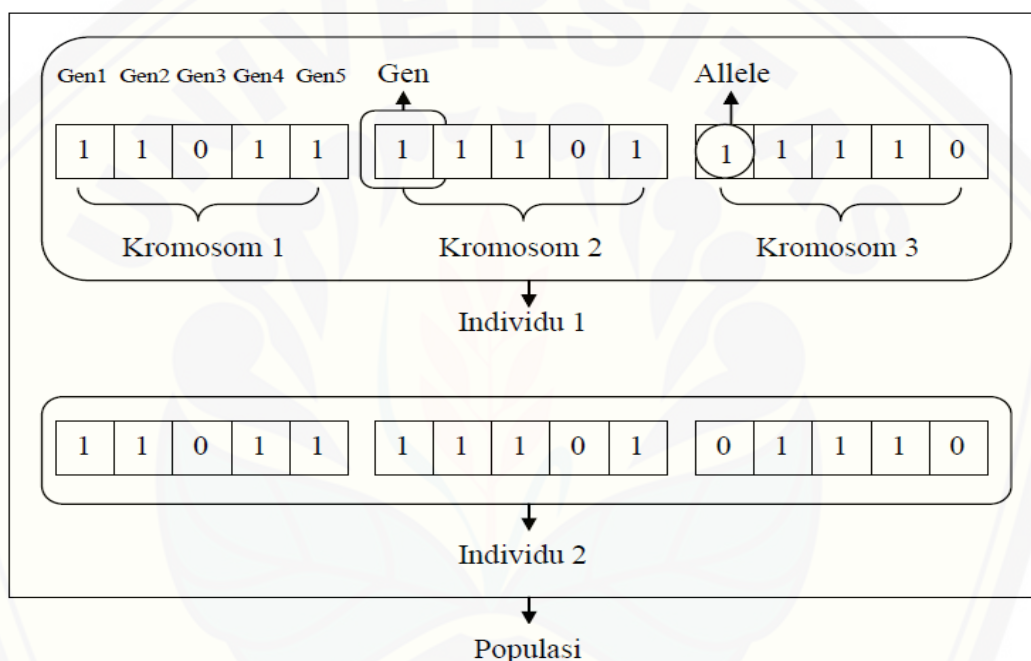 UNIVERSITAS
Gen1 Gen2 Gen3 Gen4 Gen5 Gen Allele
1 1 0 1 1 1 1 1 0 1 1 1 1 1 0
Kromosom 1 Kromosom 2 Kromosom 3
Individu 1
1 1 0 1 1 1 1 1 0 1 0 1 1 1 0
Individu 2
Populasi